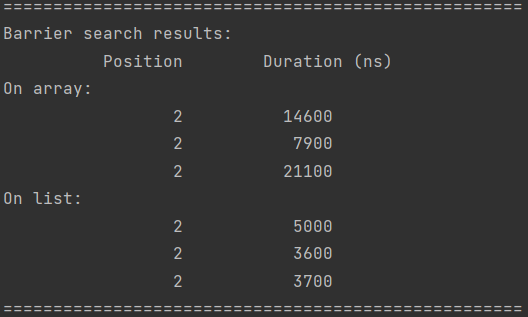 ====================================================
Barrier search results:
          Position        Duration (ns)
On array:
                 2          14600
                 2           7900
                 2          21100
On list:
                 2           5000
                 2           3600
                 2           3700
====================================================